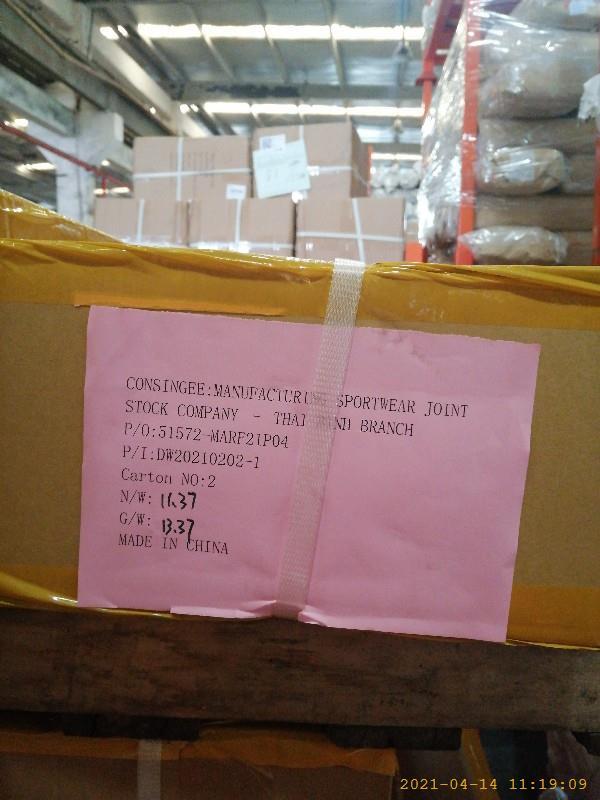 CONSINGEE:MANUFACTURING SPORTWEAR JOINT
STOCK COMPANY - THAI BRANCH
P/O:51572-MARF21P04
P/I:DW20210202-1
Carton NO:2
N/W: 11.37
G/W: 13.37
MADE IN CHINA
2021-04-14 11:19:09